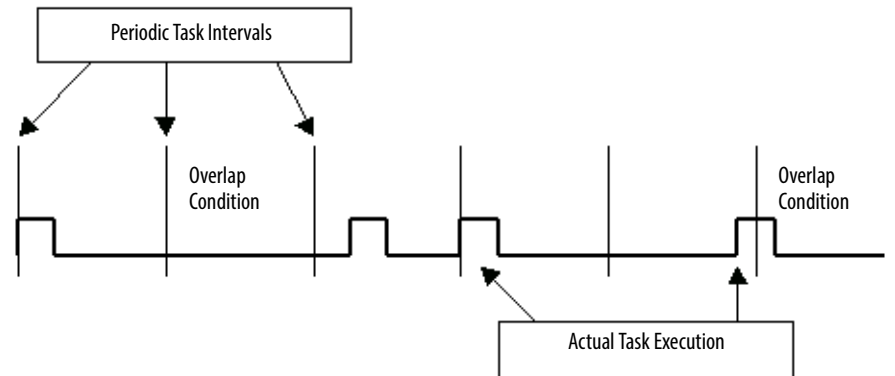 Periodic Task Intervals
Overlap
Condition
Overlap
Condition
Actual Task Execution